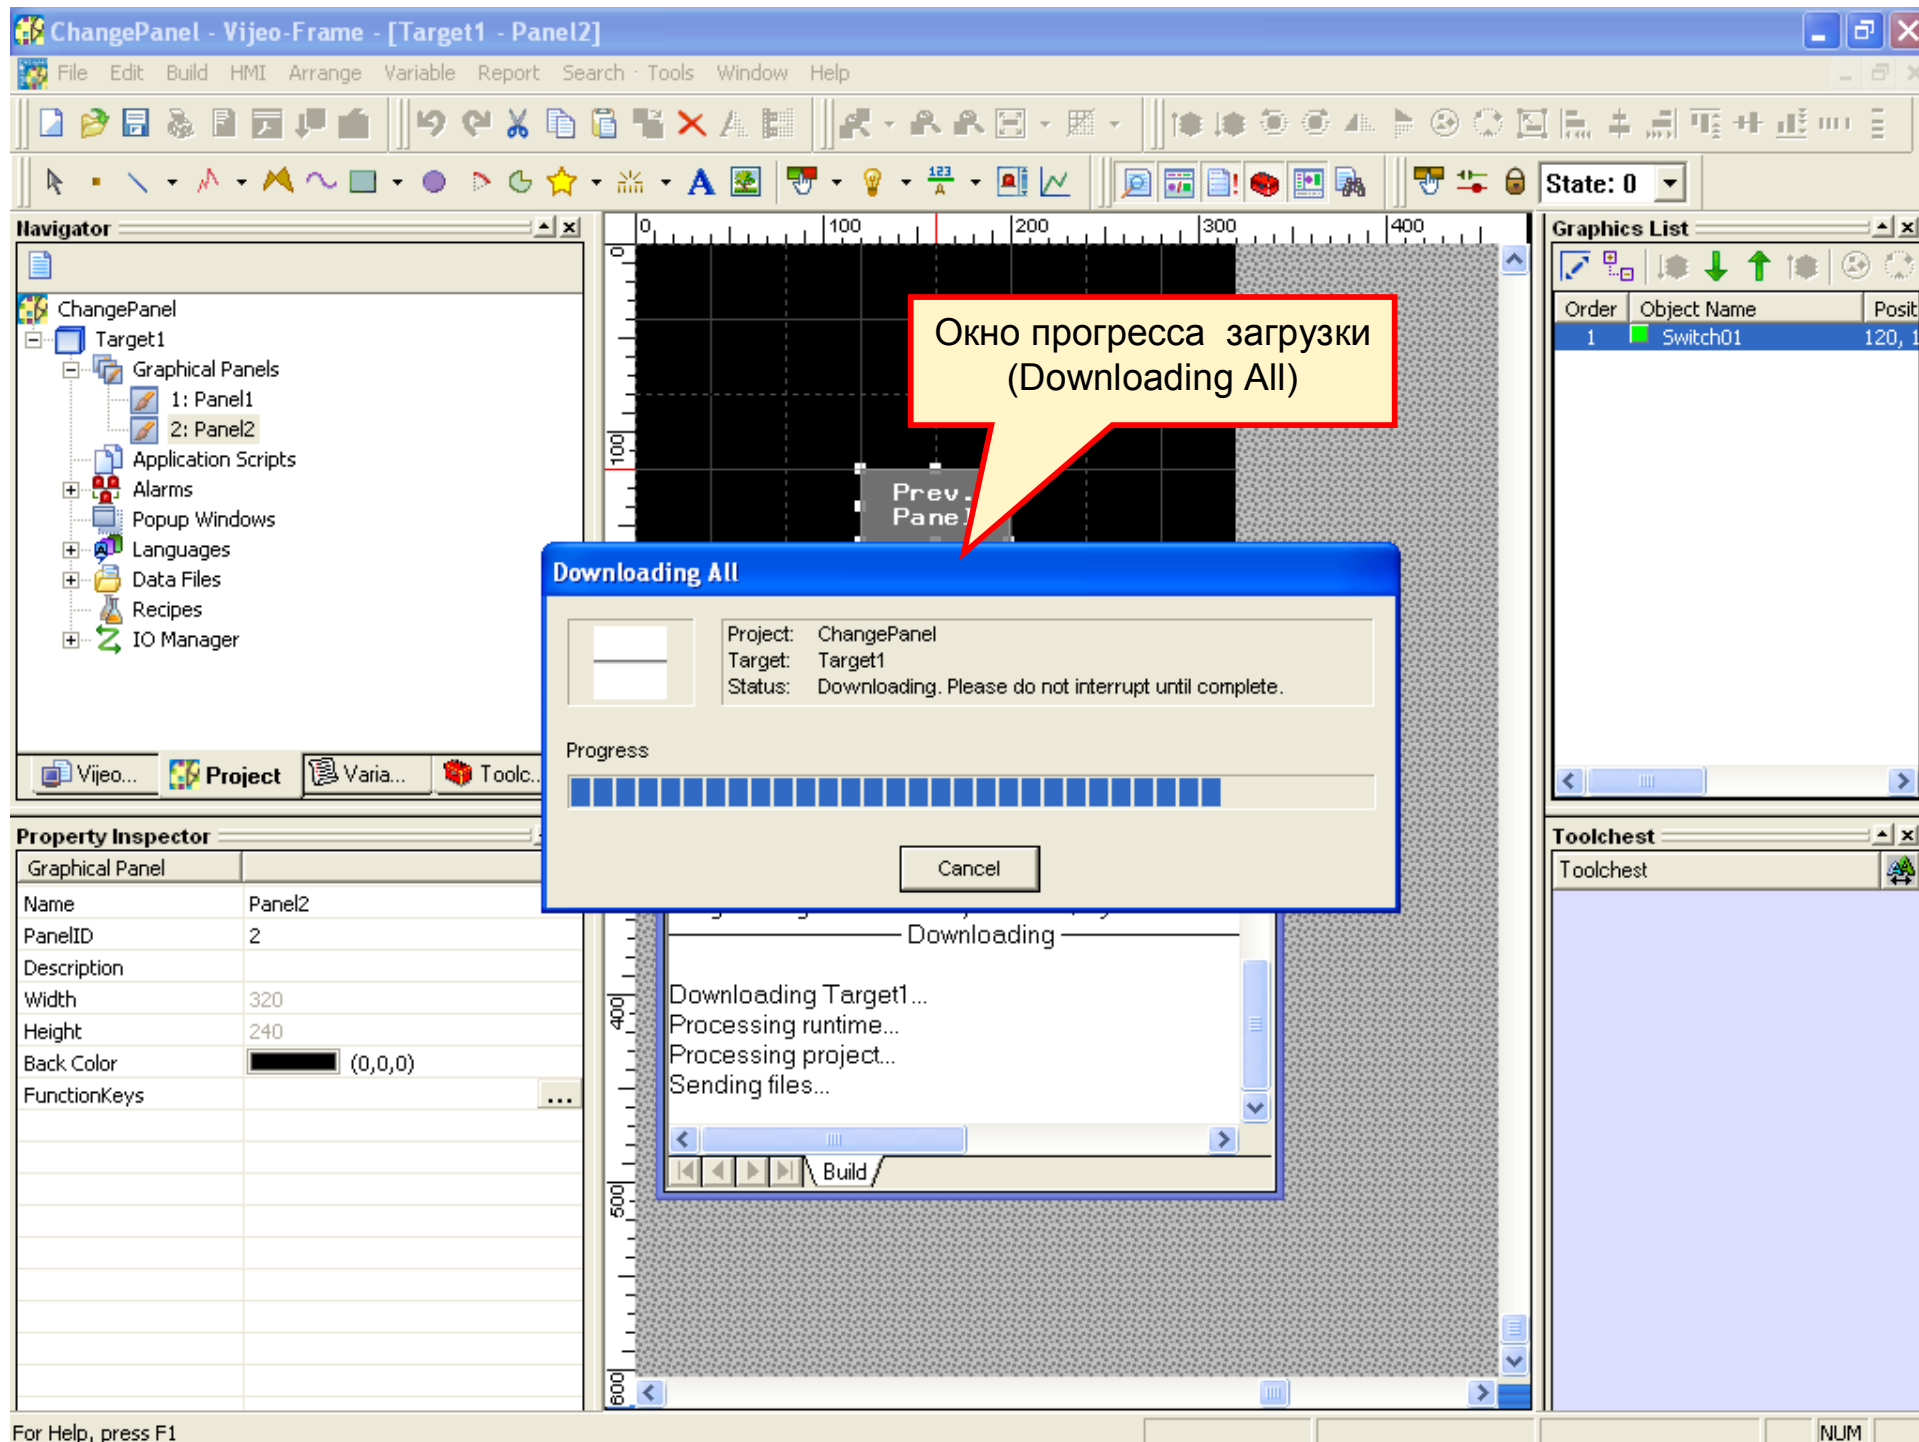 ChangePanel - Vijeo-Frame - [Target1 - Panel2]
File Edit Build HMI Arrange Variable Report Search Tools Window Help
State: 0
Navigator
ChangePanel
Target1
Graphical Panels
1: Panel1
2: Panel2
Application Scripts
Alarms
Popup Windows
Languages
Data Files
Recipes
IO Manager
Vijeo... Project Varia... Toolc...
Property Inspector
Graphical Panel
Name Panel2
PanelID 2
Description
Width 320
Height 240
Back Color (0,0,0)
FunctionKeys ...
0 100 200 300 400
0
100
400
500
600
Окно прогресса загрузки
(Downloading All)
Prev.
Panel
Downloading All
Project: ChangePanel
Target: Target1
Status: Downloading. Please do not interrupt until complete.
Progress
Cancel
Downloading
Downloading Target1...
Processing runtime...
Processing project...
Sending files...
Build
Graphics List
Order Object Name Posit
1 Switch01 120, 1
Toolchest
Toolchest
For Help, press F1
NUM